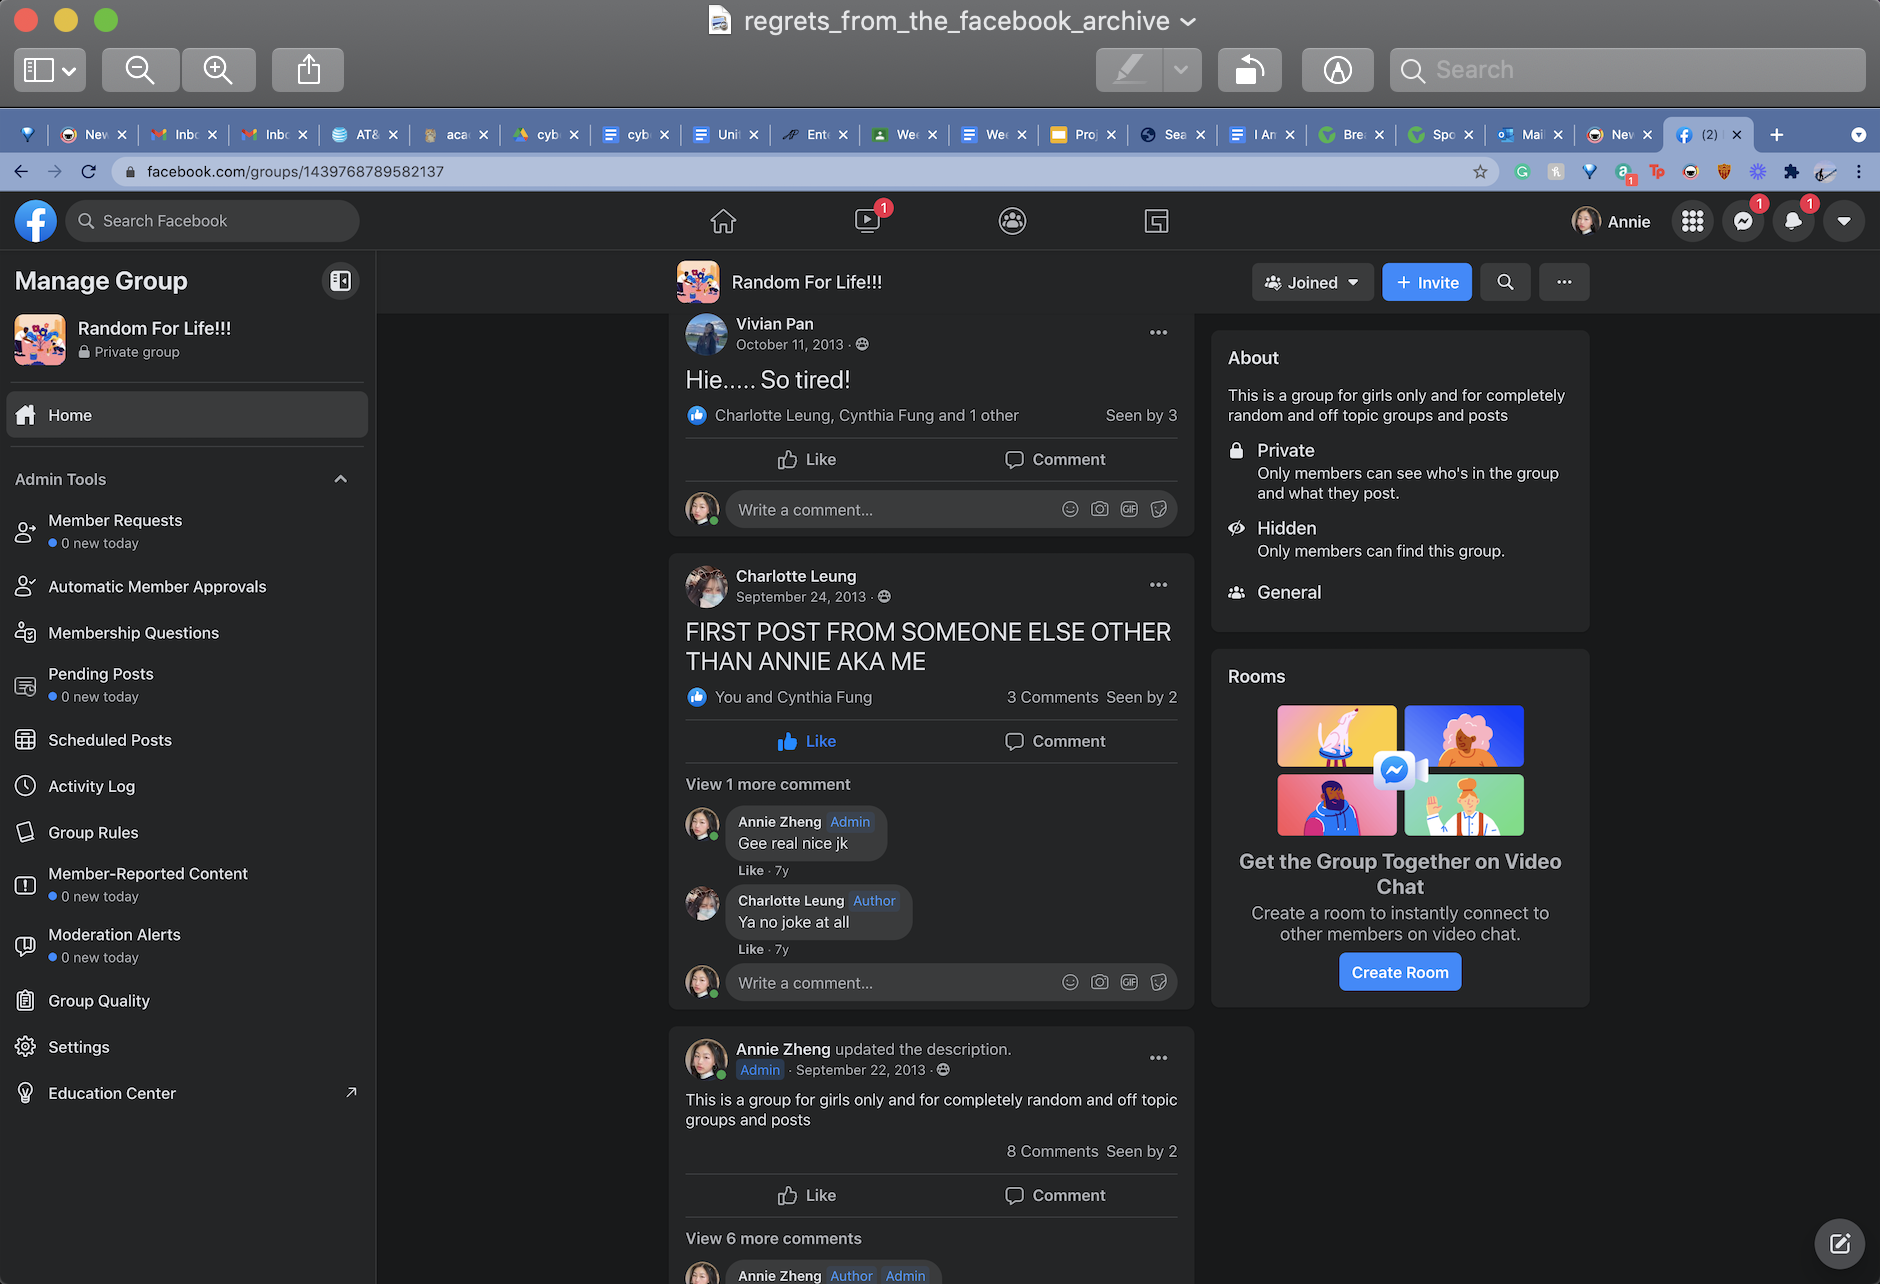 regrets_from_the_facebook_archive
Search
New
Inbo
Inbo
AT&
aca
cyb
cyb
Unit
Ente
Wee
Wee
Proj
Sea
I An
Brea
Spo
Mail
New
(2)
facebook.com/groups/1439768789582137
1
Tp
Search Facebook
1
Annie
1
1
Manage Group
Random For Life!!!
Private group
Home
Admin Tools
Member Requests
0 new today
Automatic Member Approvals
Membership Questions
Pending Posts
0 new today
Scheduled Posts
Activity Log
Group Rules
Member-Reported Content
0 new today
Moderation Alerts
0 new today
Group Quality
Settings
Education Center
Random For Life!!!
Joined
+ Invite
Vivian Pan
October 11, 2013 ·
Hie..... So tired!
Charlotte Leung, Cynthia Fung and 1 other Seen by 3
Like Comment
Write a comment...
GIF
Charlotte Leung
September 24, 2013 ·
FIRST POST FROM SOMEONE ELSE OTHER
THAN ANNIE AKA ME
You and Cynthia Fung 3 Comments Seen by 2
Like Comment
View 1 more comment
Annie Zheng Admin
Gee real nice jk
Like · 7y
Charlotte Leung Author
Ya no joke at all
Like · 7y
Write a comment...
GIF
Annie Zheng updated the description.
Admin · September 22, 2013 ·
This is a group for girls only and for completely random and off topic
groups and posts
8 Comments Seen by 2
Like Comment
View 6 more comments
Annie Zheng Author Admin
About
This is a group for girls only and for completely
random and off topic groups and posts
Private
Only members can see who's in the group
and what they post.
Hidden
Only members can find this group.
General
Rooms
Get the Group Together on Video
Chat
Create a room to instantly connect to
other members on video chat.
Create Room